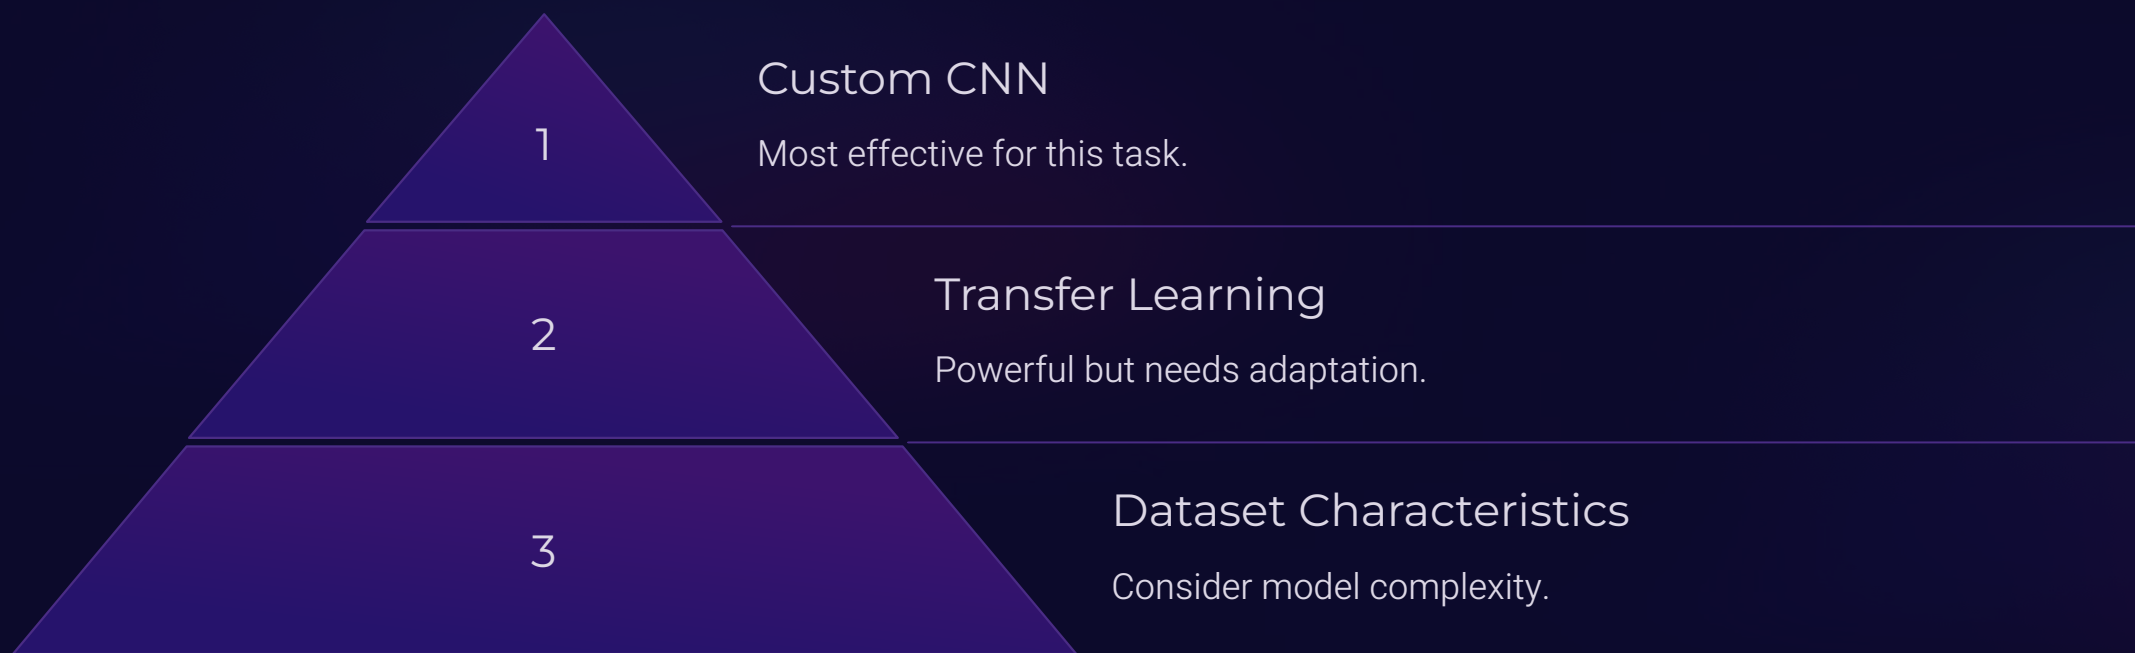 1
Custom CNN
Most effective for this task.
2
Transfer Learning
Powerful but needs adaptation.
3
Dataset Characteristics
Consider model complexity.